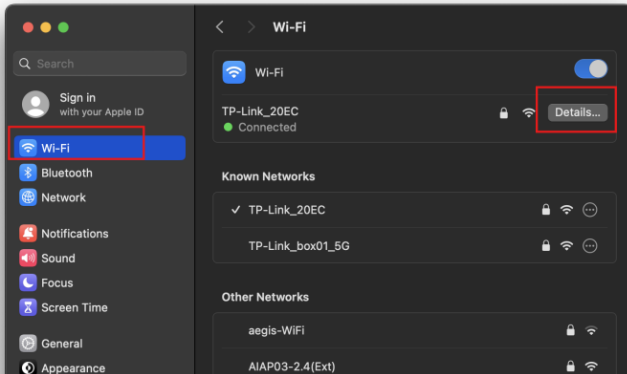 Wi-Fi
Search
Sign in
with your Apple ID
Wi-Fi
Bluetooth
Network
Notifications
Sound
Focus
Screen Time
General
Appearance
Wi-Fi
TP-Link_20EC
Connected
Details...
Known Networks
TP-Link_20EC
TP-Link_box01_5G
Other Networks
aegis-WiFi
AIAP03-2.4(Ext)